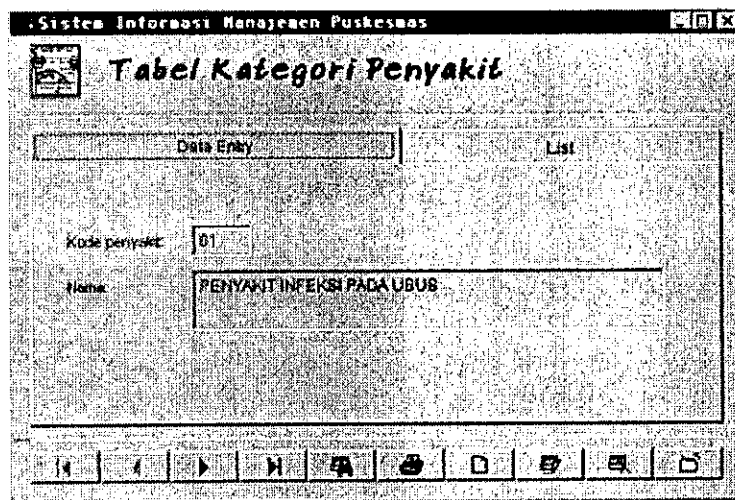 Sistem Informasi Manajemen Puskesmas
Tabel Kategori Penyakit
Data Entry
List
Kode penyakit:
01
Nama:
PENYAKIT INFEKSI PADA USUS